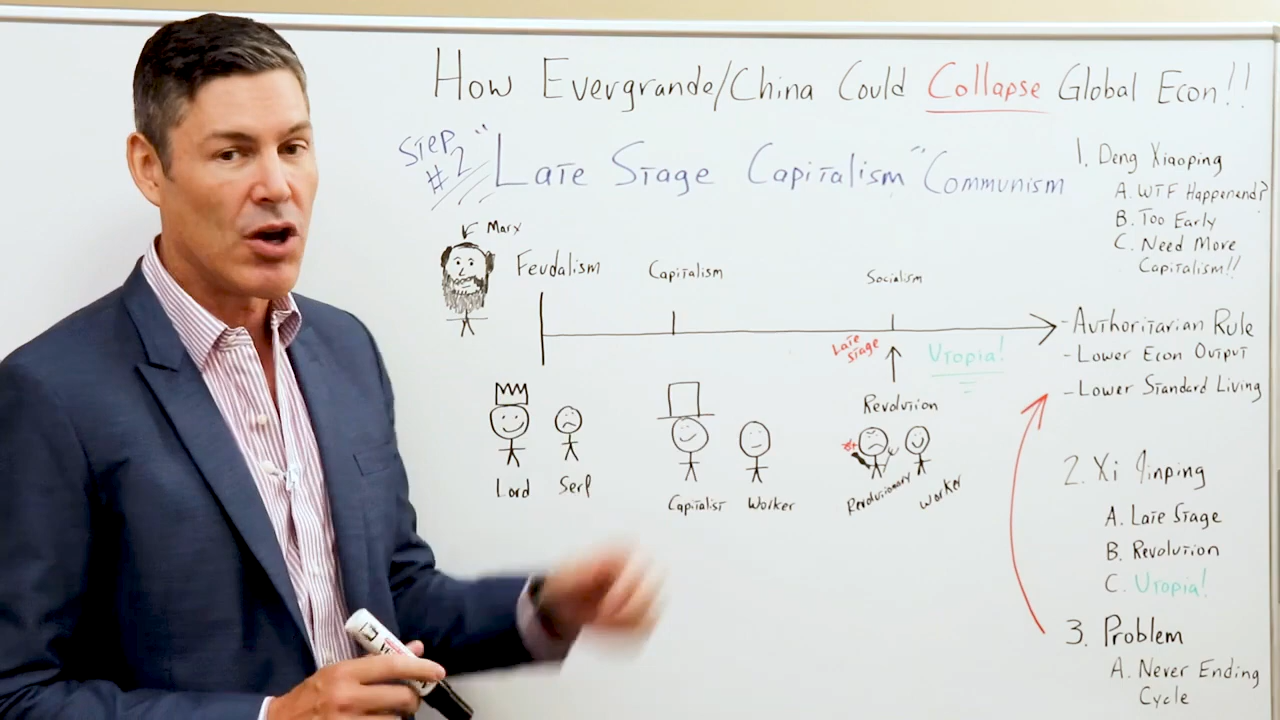 How Evergrande/China Could Collapse Global Econ!!
STEP #2
"Late Stage Capitalism" Communism
Marx
Feudalism
Capitalism
Socialism
Late Stage
Utopia!
Revolution
Lord
Serf
Capitalist
Worker
Revolutionary
Worker
1. Deng Xiaoping
A. WTF Happenend?
B. Too Early
C. Need More
Capitalism!!
- Authoritarian Rule
- Lower Econ Output
- Lower Standard Living
2. Xi Jinping
A. Late Stage
B. Revolution
C. Utopia!
3. Problem
A. Never Ending
Cycle